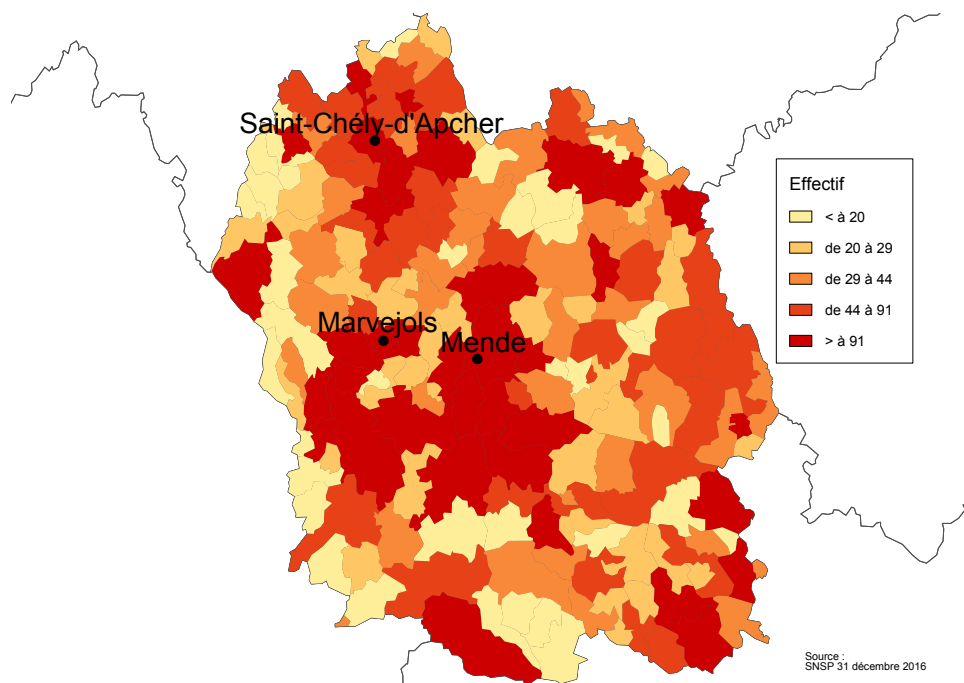 Saint-Chély-d'Apcher
Marvejols
Mende
Effectif
< à 20
de 20 à 29
de 29 à 44
de 44 à 91
> à 91
Source :
SNSP 31 décembre 2016